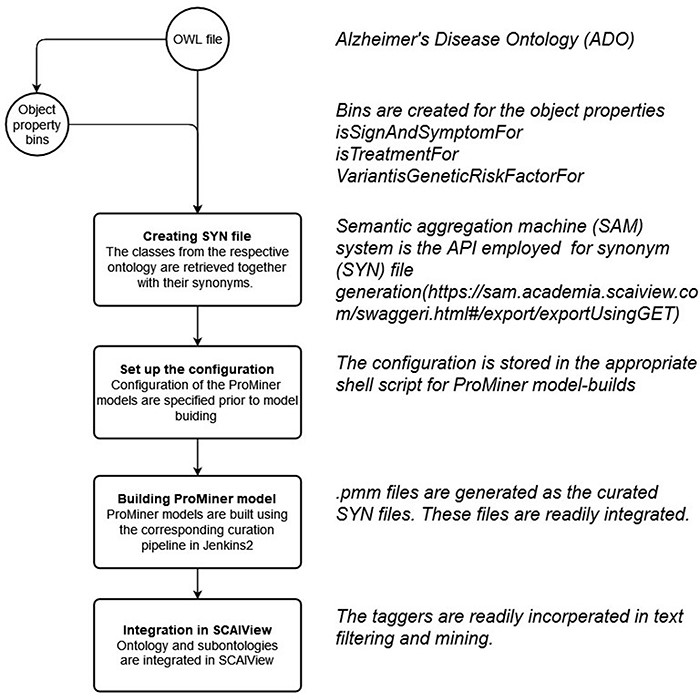 OWL file
Alzheimer's Disease Ontology (ADO)
Object
property
bins
Bins are created for the object properties
isSignAndSymptomFor
isTreatmentFor
VariantisGeneticRiskFactorFor
Creating SYN file
The classes from the respective
ontology are retrieved together
with their synonyms.
Semantic aggregation machine (SAM)
system is the API employed for synonym
(SYN) file
generation(https://sam.academia.scaiview.co
m/swaggeri.html#/export/exportUsingGET)
Set up the configuration
Configuration of the ProMiner
models are specified prior to model
buiding
The configuration is stored in the appropriate
shell script for ProMiner model-builds
Building ProMiner model
ProMiner models are built using
the corresponding curation
pipeline in Jenkins2
.pmm files are generated as the curated
SYN files. These files are readily integrated.
Integration in SCAIView
Ontology and subontologies
are integrated in SCAIView
The taggers are readily incorperated in text
filtering and mining.